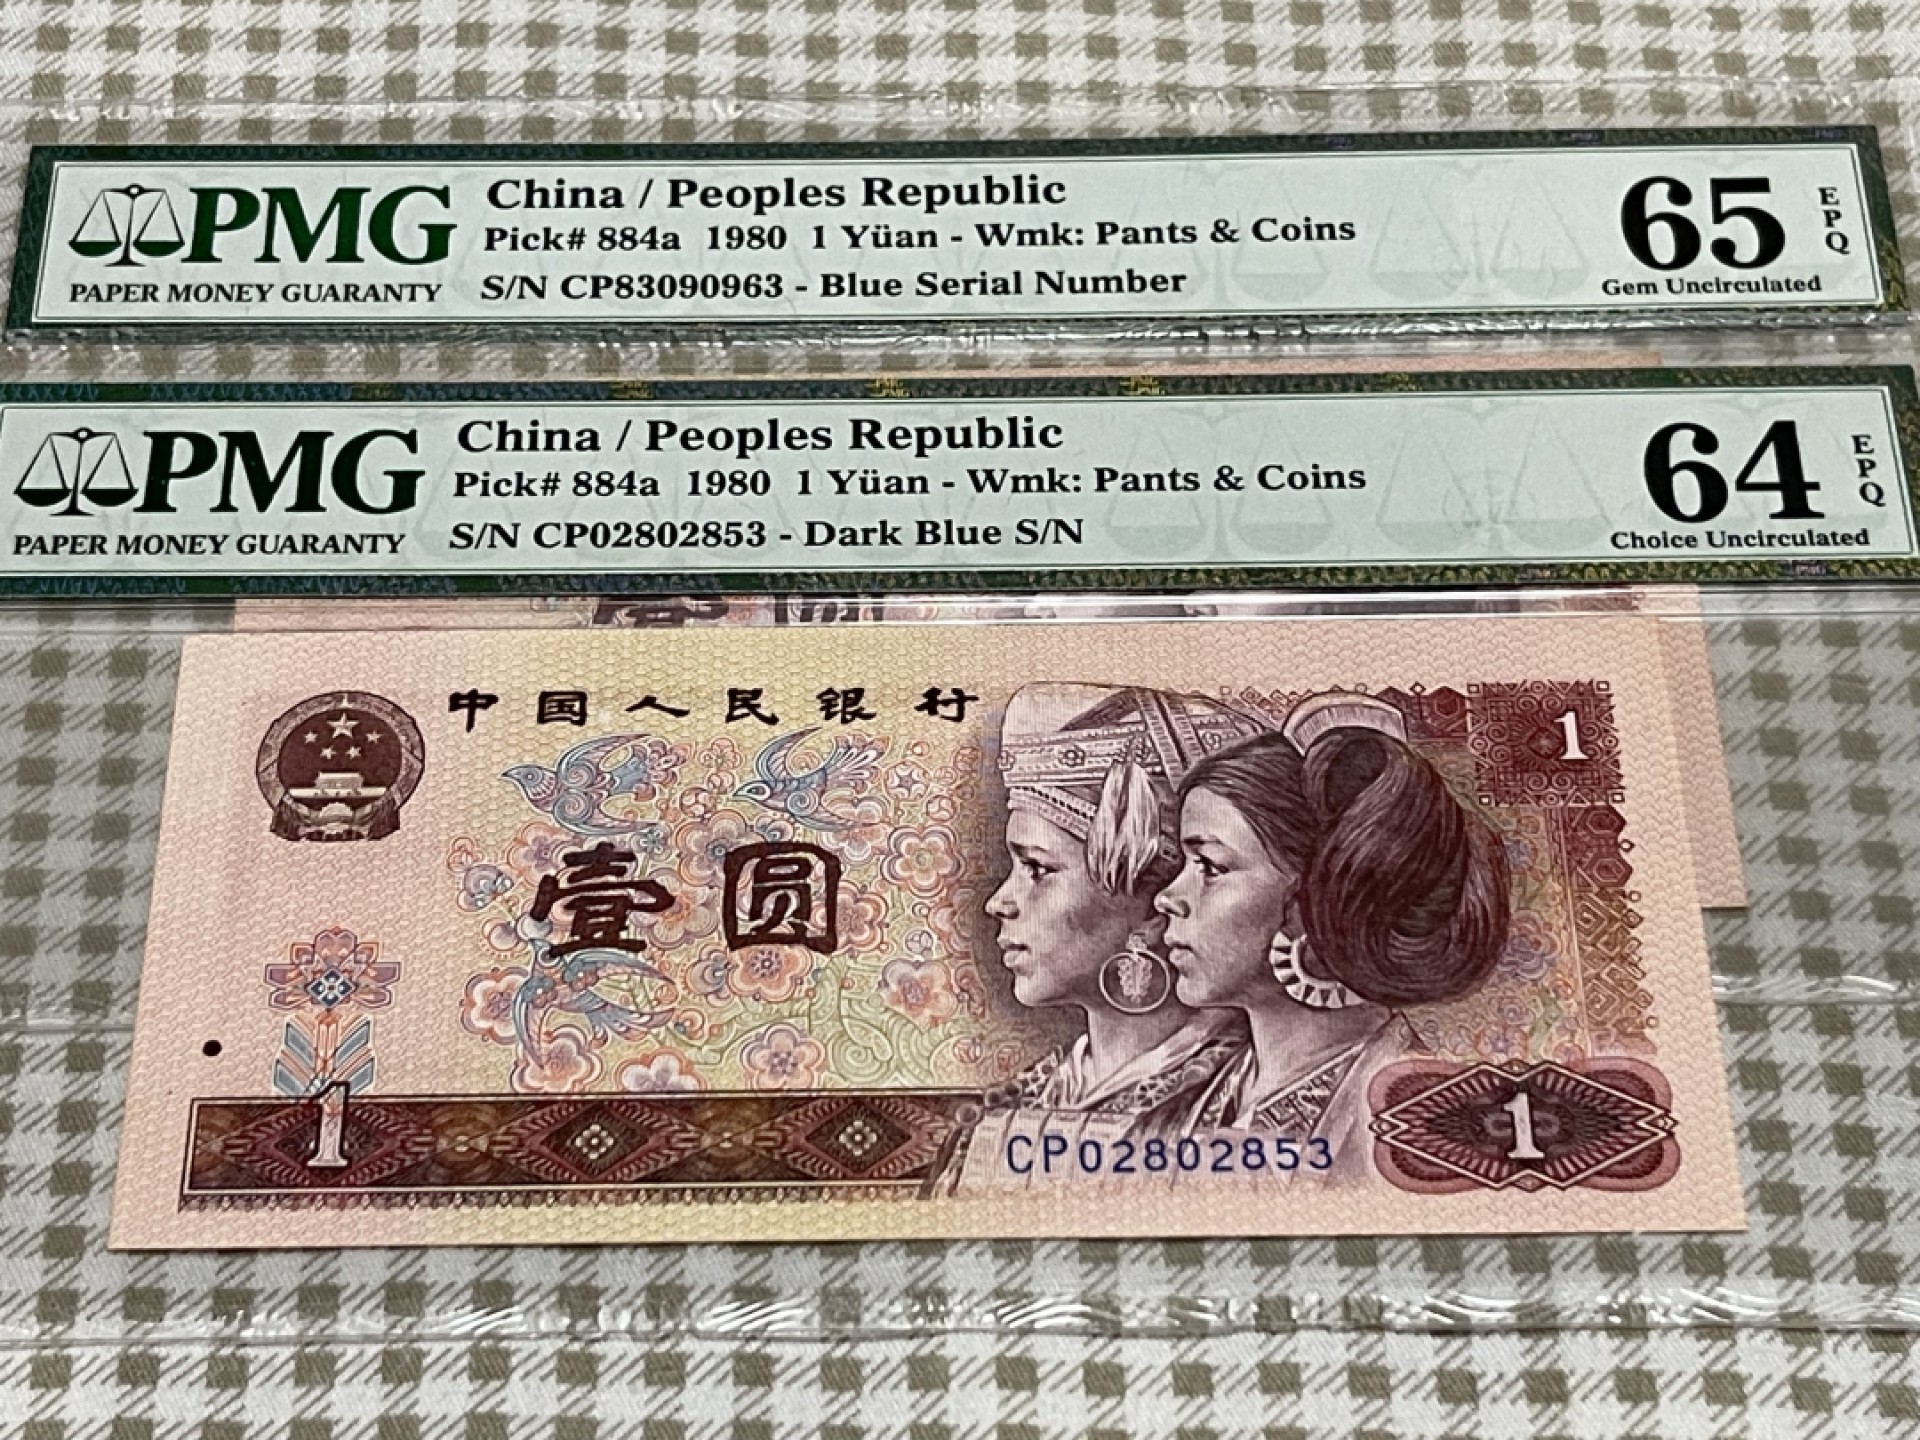 PMG
PAPER MONEY GUARANTY
China / Peoples Republic
Pick# 884a 1980 1 Yüan - Wmk: Pants & Coins
S/N CP83090963 - Blue Serial Number
65
EPQ
Gem Uncirculated
PMG
PAPER MONEY GUARANTY
China / Peoples Republic
Pick# 884a 1980 1 Yüan - Wmk: Pants & Coins
S/N CP02802853 - Dark Blue S/N
64
EPQ
Choice Uncirculated
中国人民银行
1
壹圆
1
CP02802853
1